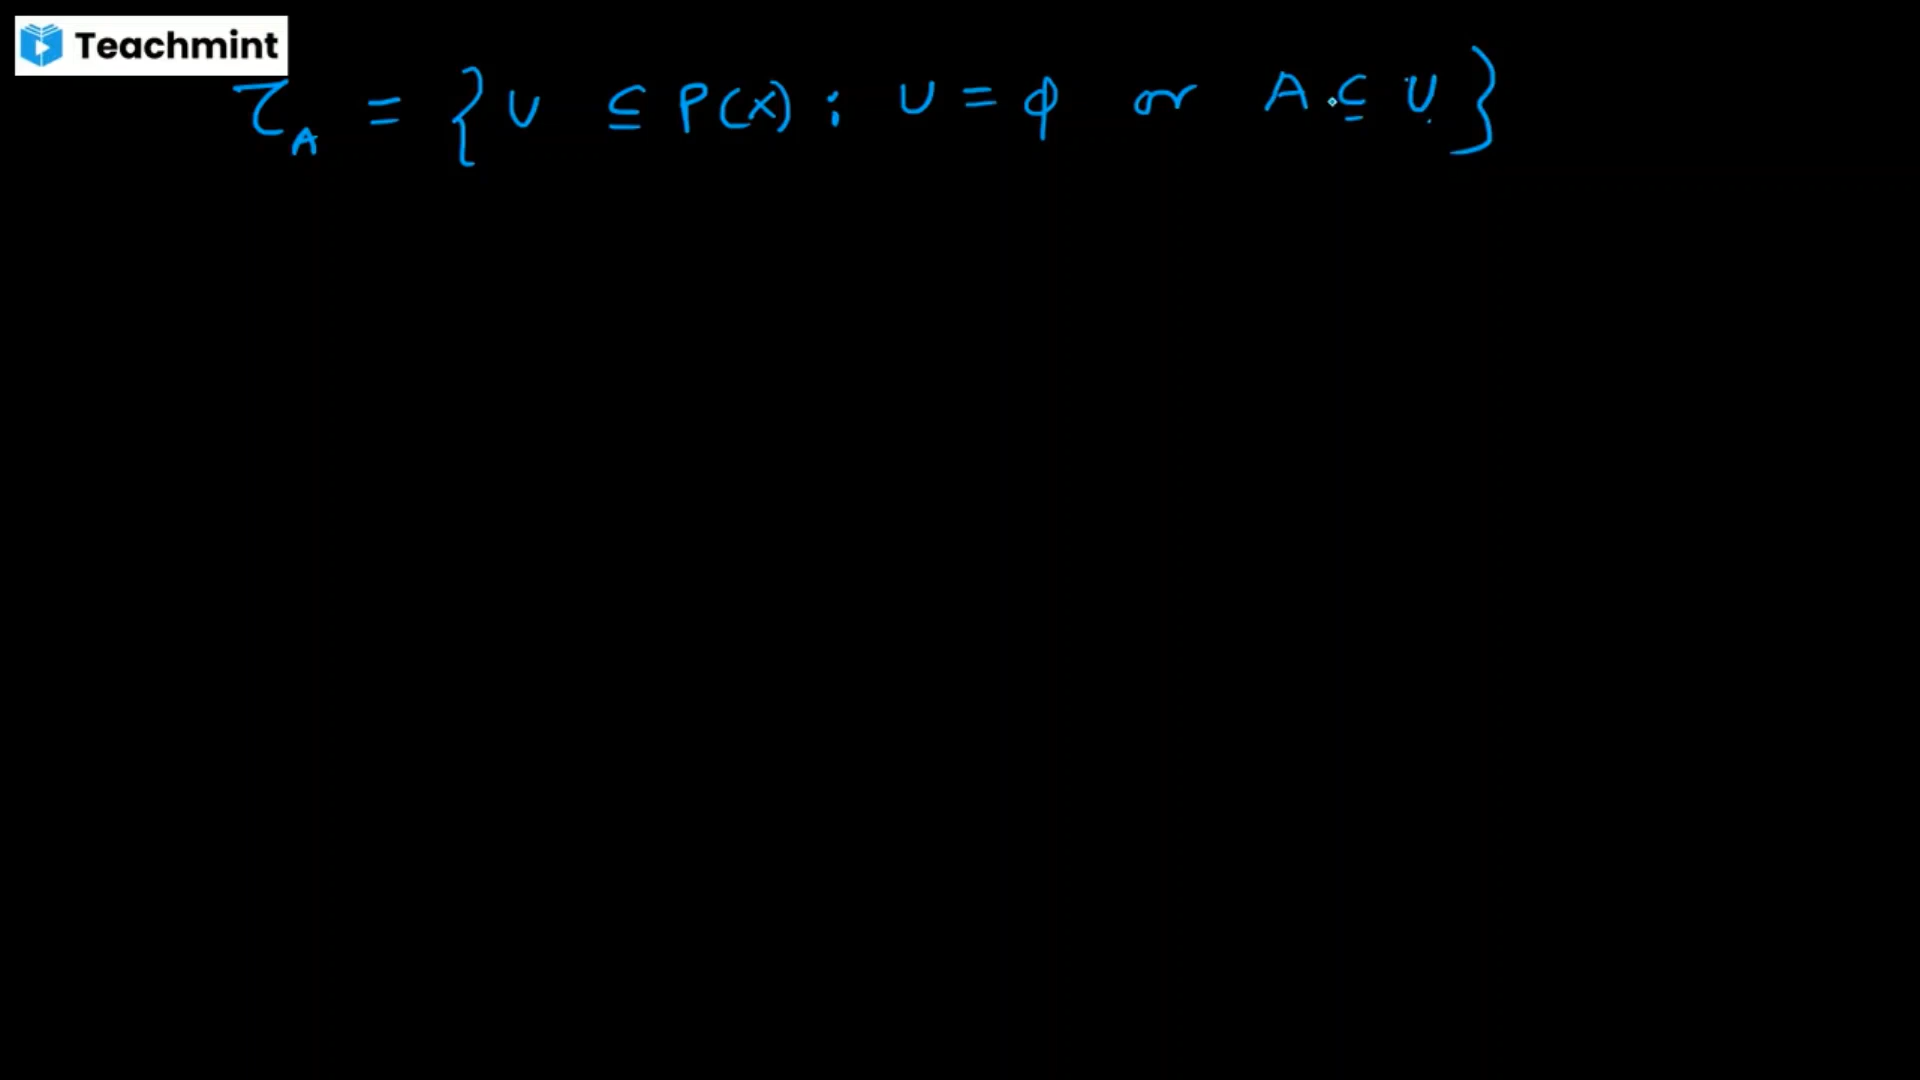 Teachmint
τ_A = { U ⊆ P(X) : U = φ or A ⊆ U }